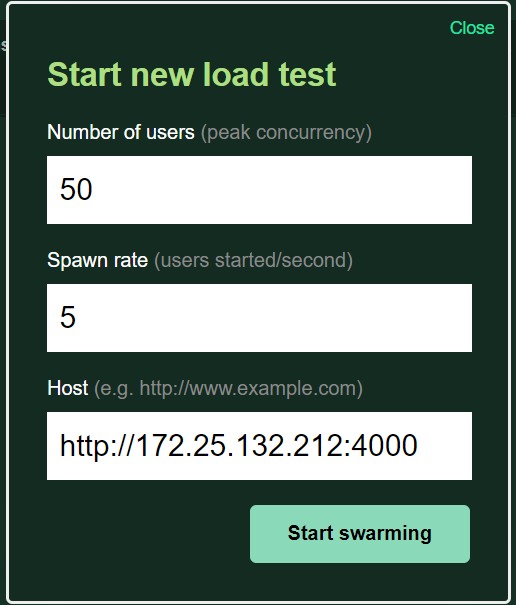 Close
Start new load test
Number of users (peak concurrency)
50
Spawn rate (users started/second)
5
Host (e.g. http://www.example.com)
http://172.25.132.212:4000
Start swarming